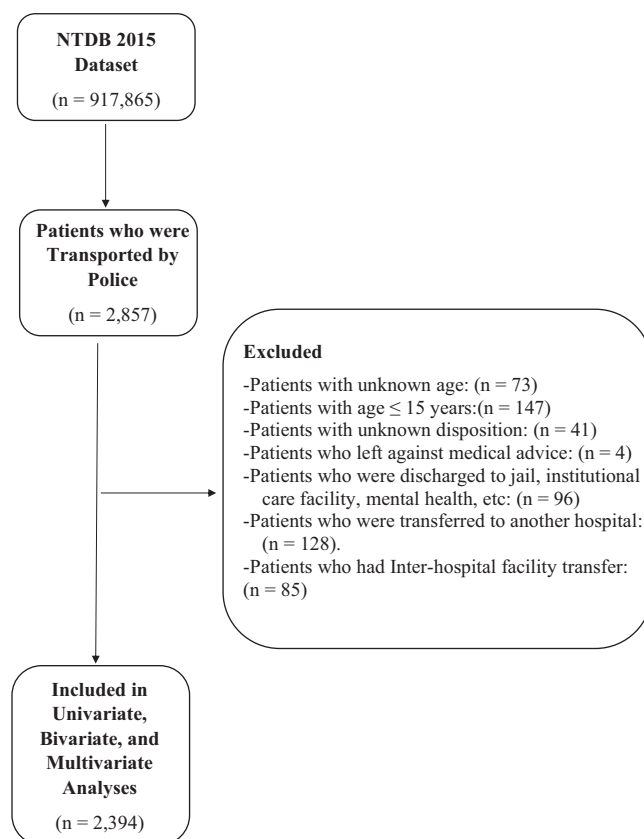 NTDB 2015
Dataset
(n = 917,865)
Patients who were
Transported by
Police
(n = 2,857)
Excluded
-Patients with unknown age: (n = 73)
-Patients with age ≤ 15 years:(n = 147)
-Patients with unknown disposition: (n = 41)
-Patients who left against medical advice: (n = 4)
-Patients who were discharged to jail, institutional
care facility, mental health, etc: (n = 96)
-Patients who were transferred to another hospital:
(n = 128).
-Patients who had Inter-hospital facility transfer:
(n = 85)
Included in
Univariate,
Bivariate, and
Multivariate
Analyses
(n = 2,394)